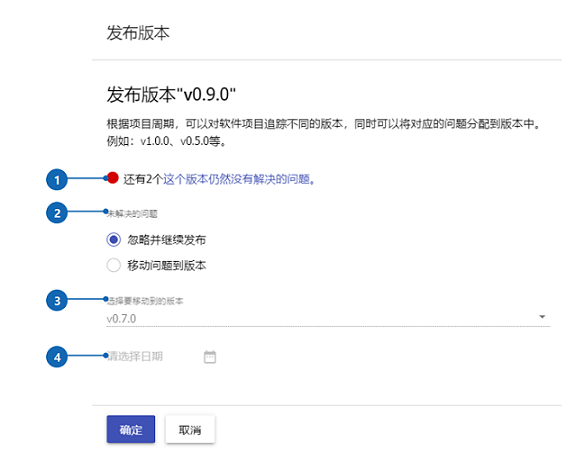 发布版本
发布版本"v0.9.0"
根据项目周期，可以对软件项目追踪不同的版本，同时可以将对应的问题分配到版本中。
例如：v1.0.0、v0.5.0等。
1 还有2个这个版本仍然没有解决的问题。
2 未解决的问题
忽略并继续发布
移动问题到版本
3 选择要移动到的版本
v0.7.0
4 请选择日期
确定 取消